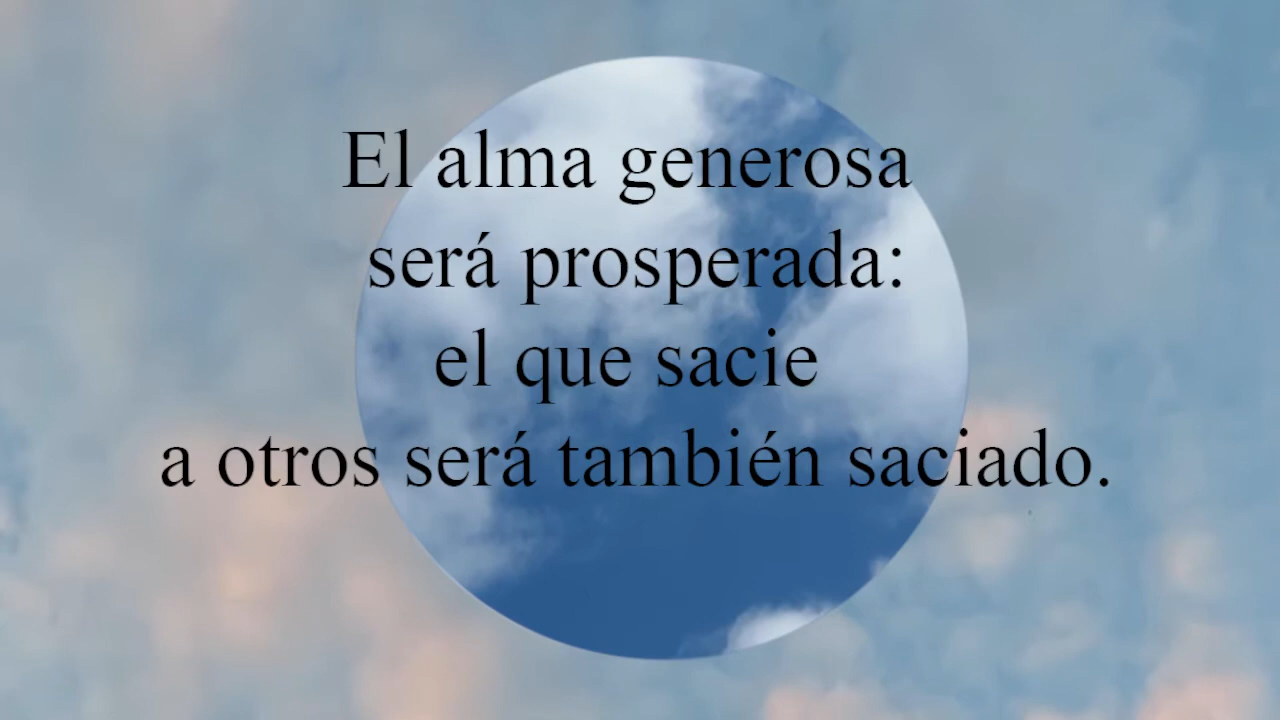 El alma generosa
será prosperada:
el que sacie
a otros será también saciado.